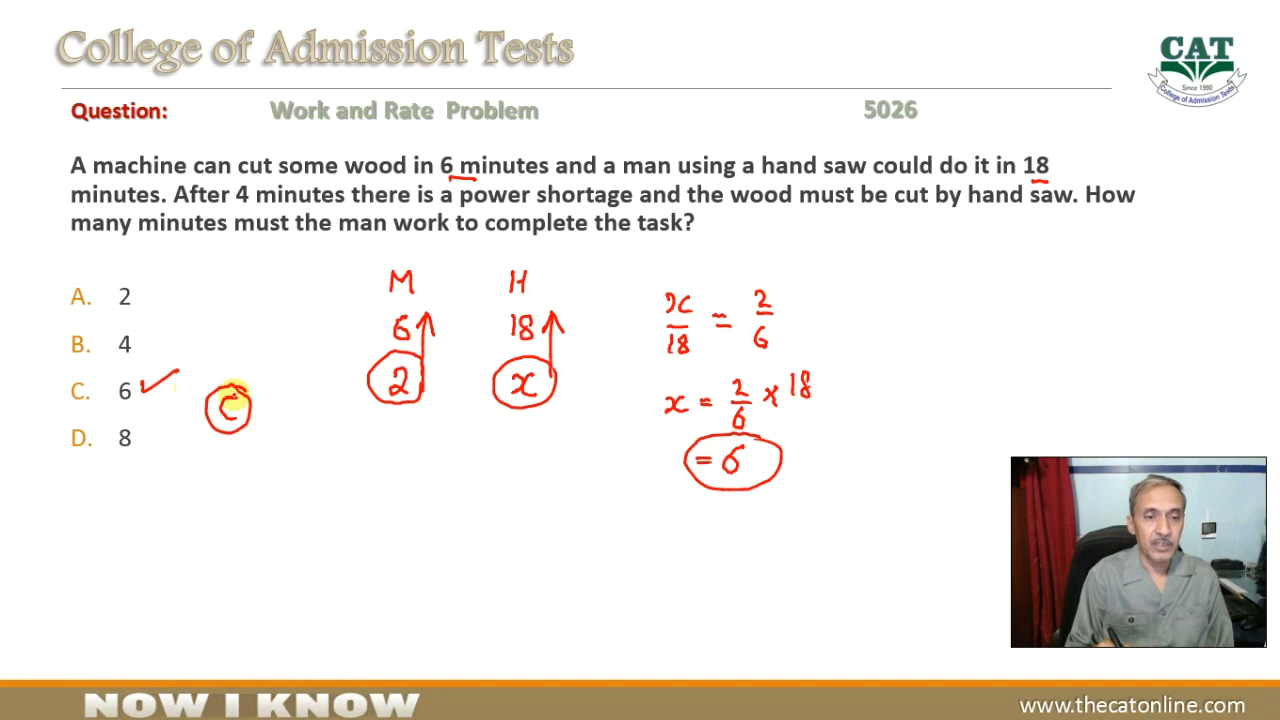 College of Admission Tests
CAT
Since 1990
College of Admission Tests
Question: Work and Rate Problem 5026
A machine can cut some wood in 6 minutes and a man using a hand saw could do it in 18
minutes. After 4 minutes there is a power shortage and the wood must be cut by hand saw. How
many minutes must the man work to complete the task?
A. 2
B. 4
C. 6 ✓
D. 8
C
M H
6 18
2 x
x/18 = 2/6
x = 2/6 × 18
= 6
NOW I KNOW
www.thecatonline.com